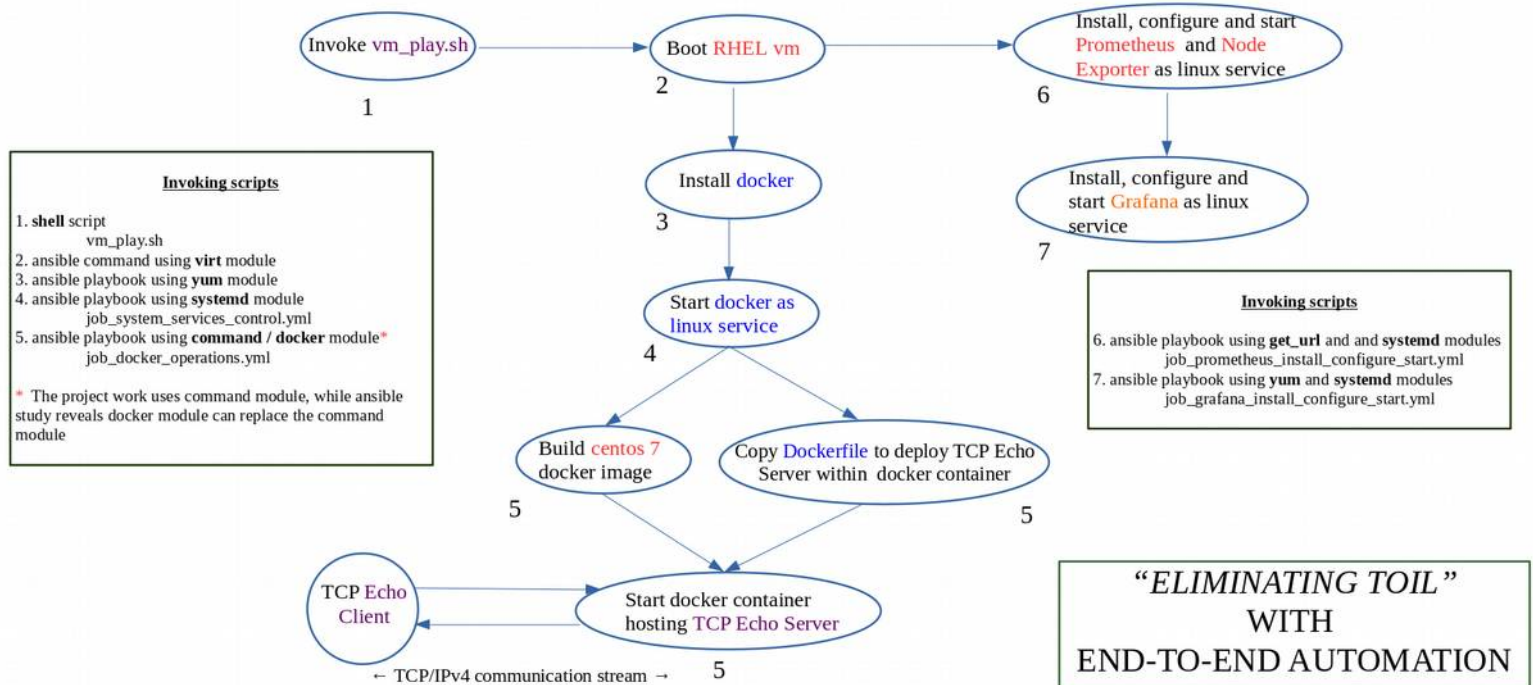 Invoke vm_play.sh
1
Boot RHEL vm
2
Install, configure and start
Prometheus and Node
Exporter as linux service
6
Install docker
3
Install, configure and
start Grafana as linux
service
7
Invoking scripts
1. shell script
vm_play.sh
2. ansible command using virt module
3. ansible playbook using yum module
4. ansible playbook using systemd module
job_system_services_control.yml
5. ansible playbook using command / docker module*
job_docker_operations.yml
* The project work uses command module, while ansible
study reveals docker module can replace the command
module
Start docker as
linux service
4
Invoking scripts
6. ansible playbook using get_url and and systemd modules
job_prometheus_install_configure_start.yml
7. ansible playbook using yum and systemd modules
job_grafana_install_configure_start.yml
Build centos 7
docker image
5
Copy Dockerfile to deploy TCP Echo
Server within docker container
5
TCP Echo
Client
Start docker container
hosting TCP Echo Server
5
← TCP/IPv4 communication stream →
“ELIMINATING TOIL”
WITH
END-TO-END AUTOMATION